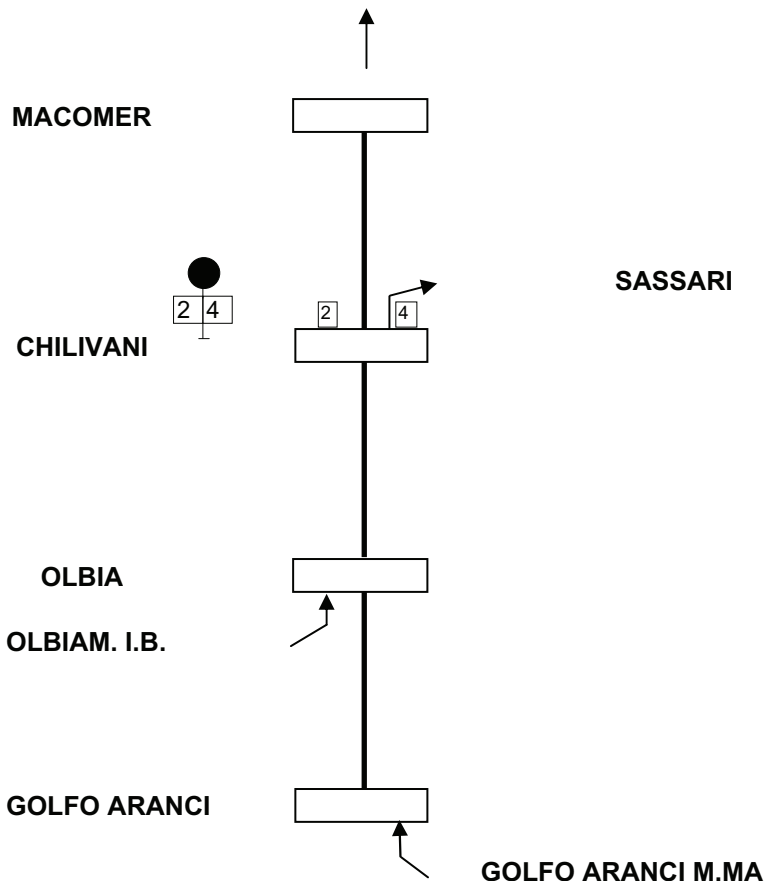 MACOMER
SASSARI
2 4
2
4
CHILIVANI
OLBIA
OLBIAM. I.B.
GOLFO ARANCI
GOLFO ARANCI M.MA